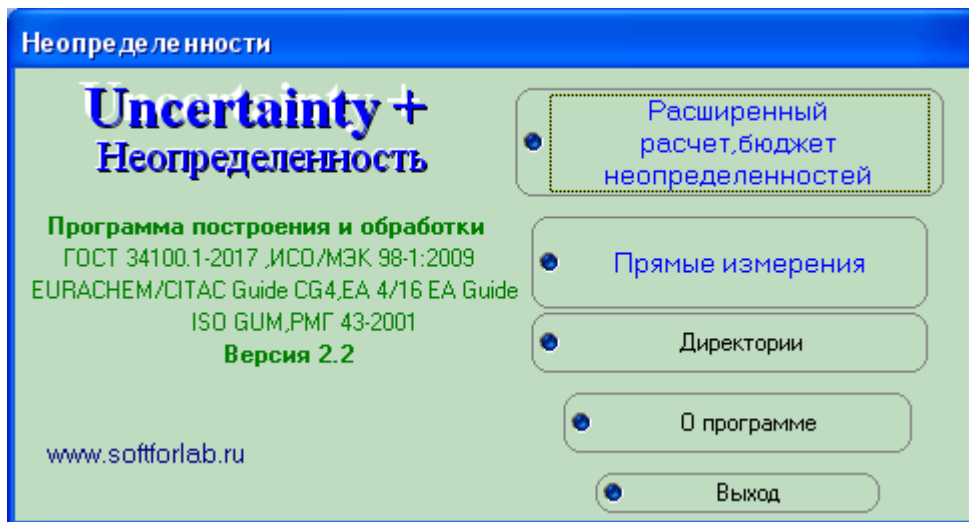 Неопределенности
Uncertainty +
Неопределенность
Программа построения и обработки
ГОСТ 34100.1-2017 ,ИСО/МЭК 98-1:2009
EURACHEM/CITAC Guide CG4,EA 4/16 EA Guide
ISO GUM,РМГ 43-2001
Версия 2.2
www.softforlab.ru
Расширенный
расчет,бюджет
неопределенностей
Прямые измерения
Директории
О программе
Выход